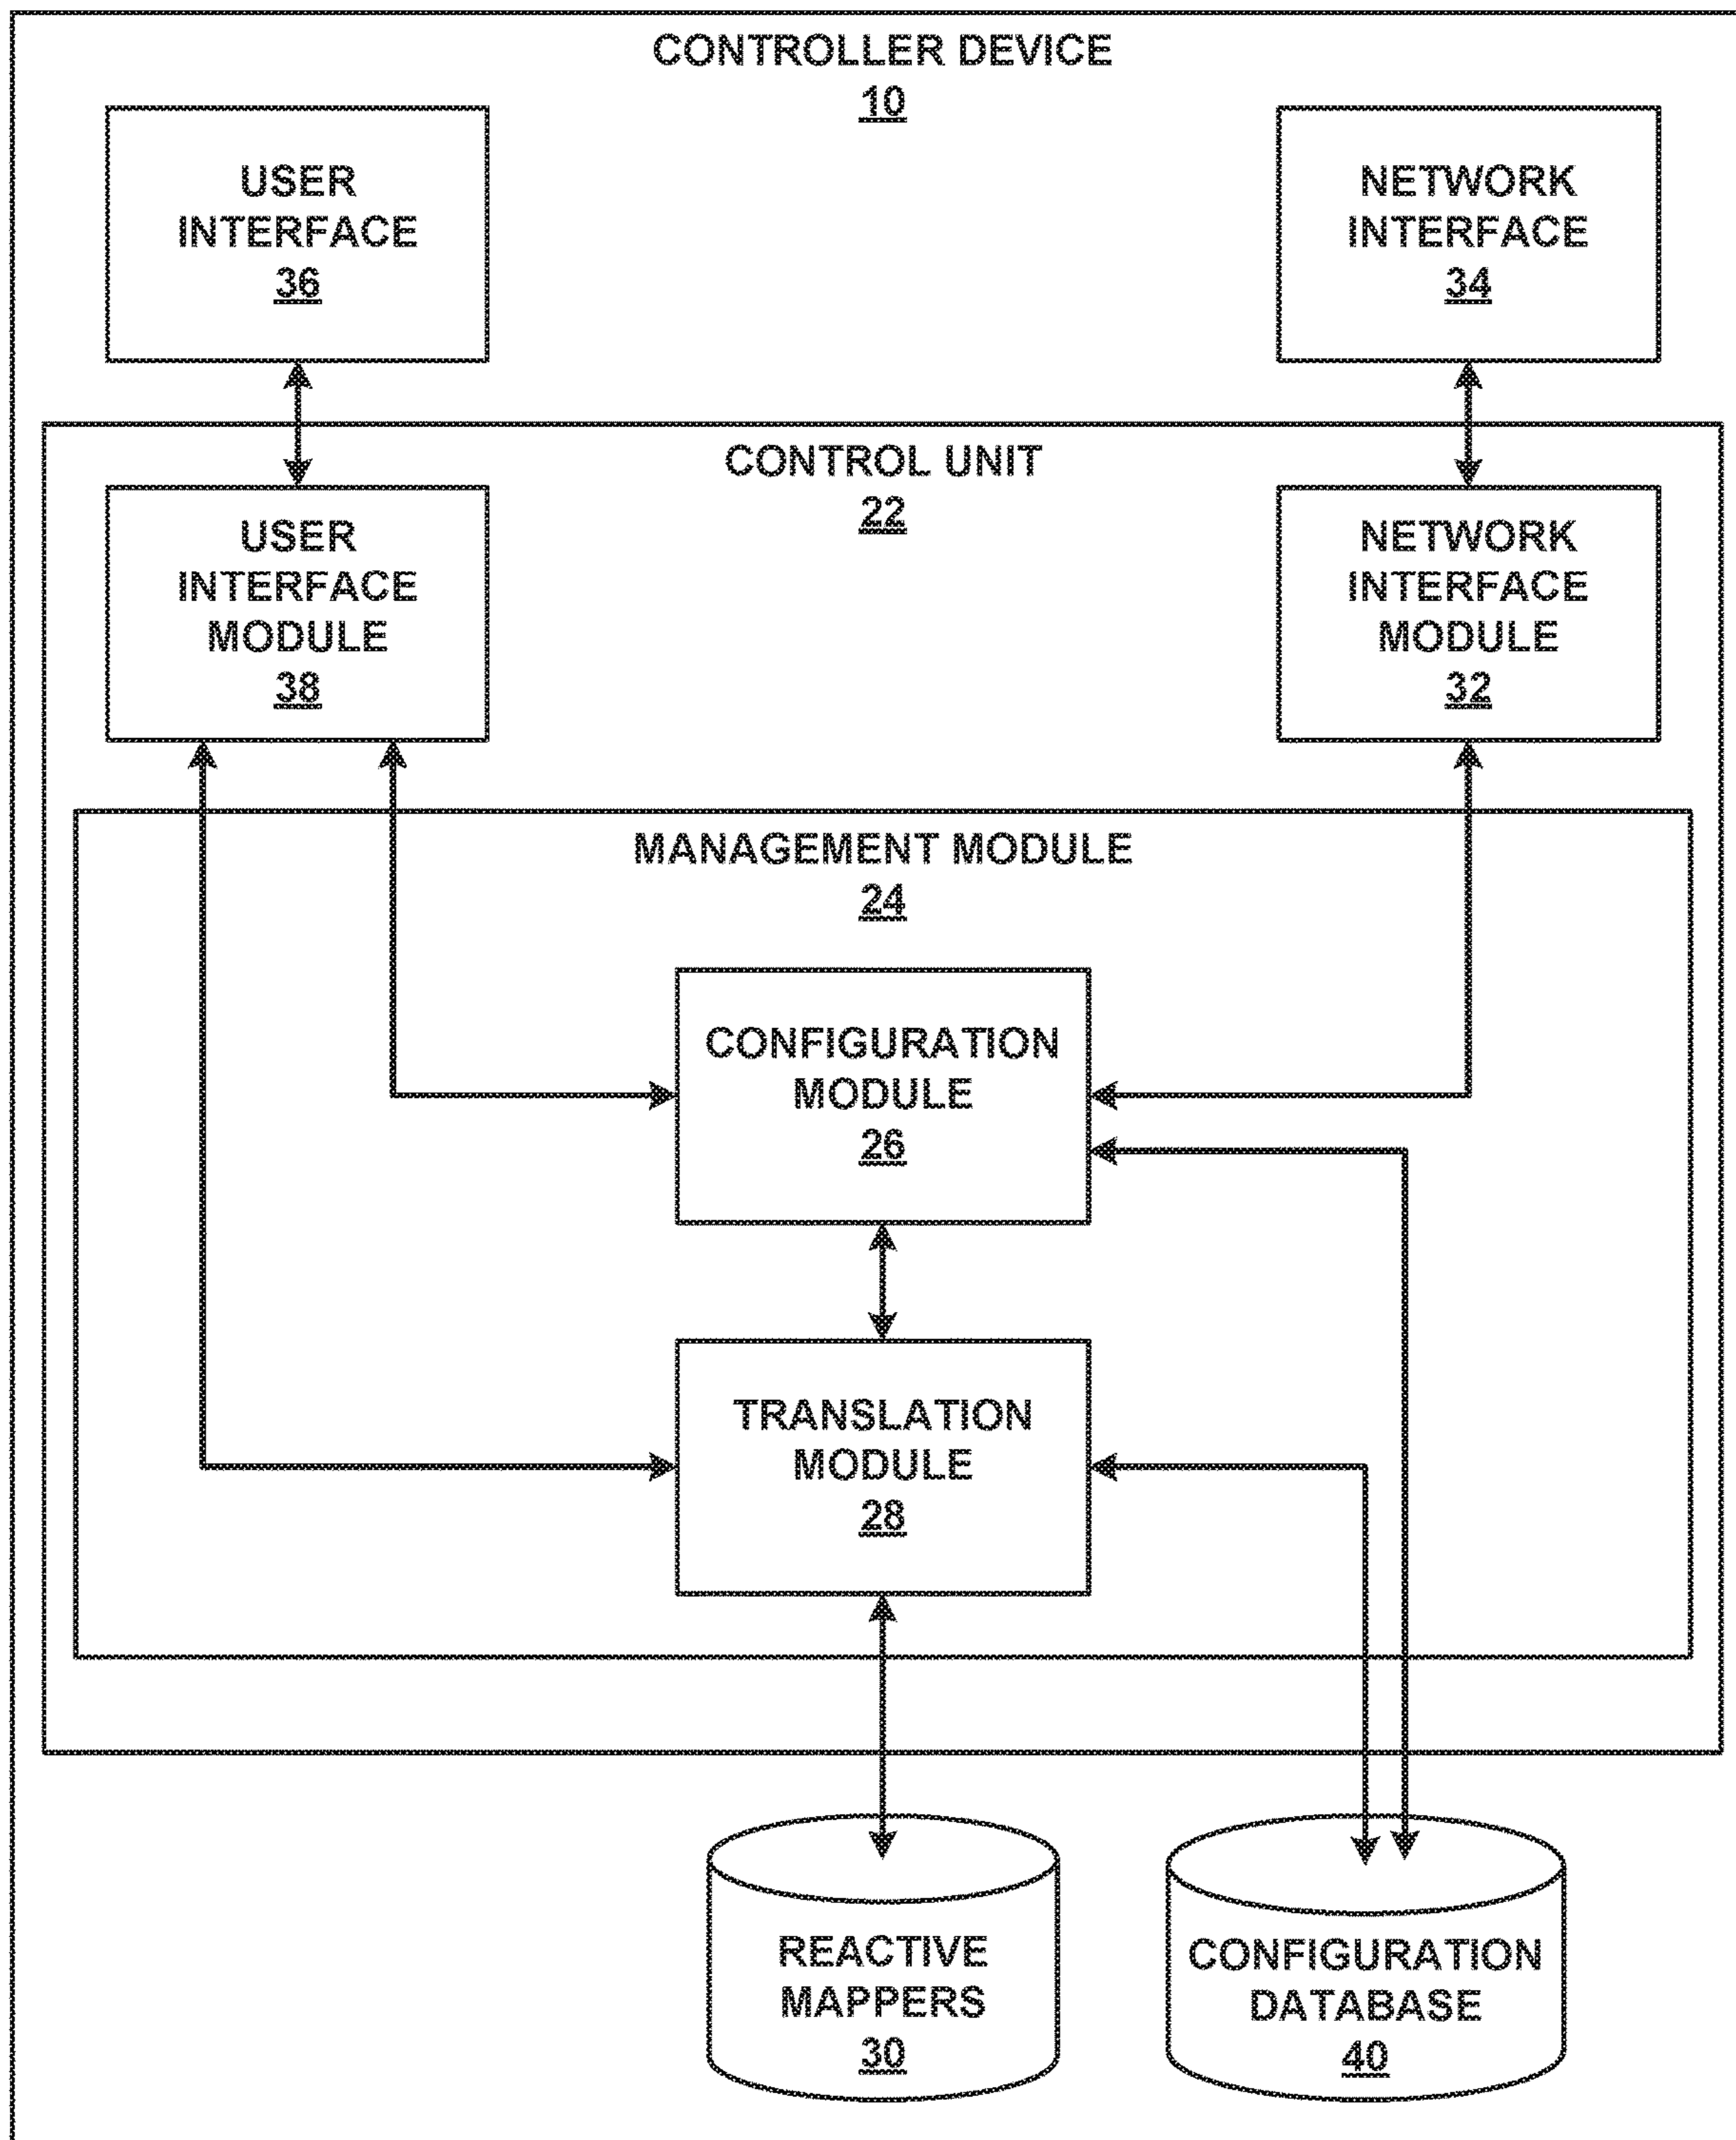 CONTROLLER DEVICE
10
USER
INTERFACE
36
NETWORK
INTERFACE
34
CONTROL UNIT
22
USER
INTERFACE
MODULE
38
NETWORK
INTERFACE
MODULE
32
MANAGEMENT MODULE
24
CONFIGURATION
MODULE
26
TRANSLATION
MODULE
28
REACTIVE
MAPPERS
30
CONFIGURATION
DATABASE
40